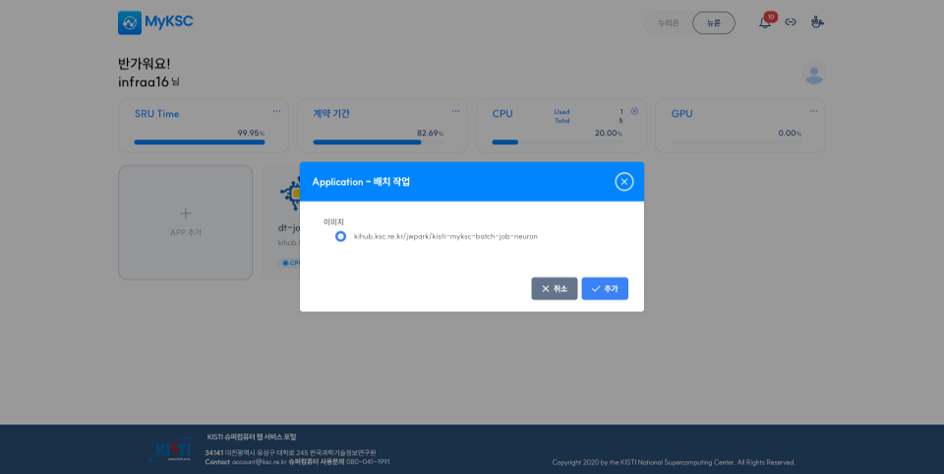 MyKSC
누리온 뉴론
10
반가워요!
infraa16 님
SRU Time ...
99.95%
계약 기간 ...
82.69%
CPU Used 1
Total 5
20.00%
GPU ...
0.00%
APP 추가
dt-jo
kihub.
CPU
Application - 배치 작업
이미지
kihub.ksc.re.kr/jwpark/kisti-myksc-batch-job-neuron
취소 추가
KISTI
KISTI 슈퍼컴퓨터 웹 서비스 포털
34141 대전광역시 유성구 대학로 245 한국과학기술정보연구원
Contact account@ksc.re.kr 슈퍼컴퓨터 사용문의 080-041-1991
Copyright 2020 by the KISTI National Supercomputing Center. All Rights Reserved.